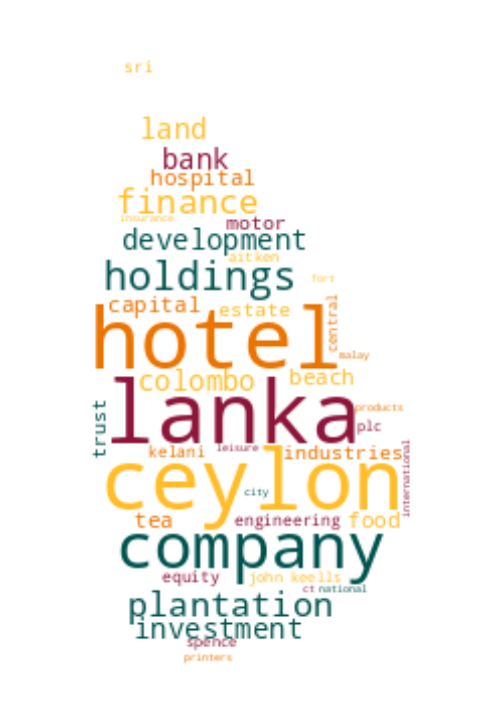 sri
land
bank
hospital
finance
insurance
motor
development
aitken
holdings
fort
capital
estate
central
hotel
malay
colombo
beach
lanka
products
plc
trust
kelani
leisure
industries
international
ceylon
city
tea
engineering
food
company
equity
john keells
ct
national
plantation
investment
spence
printers